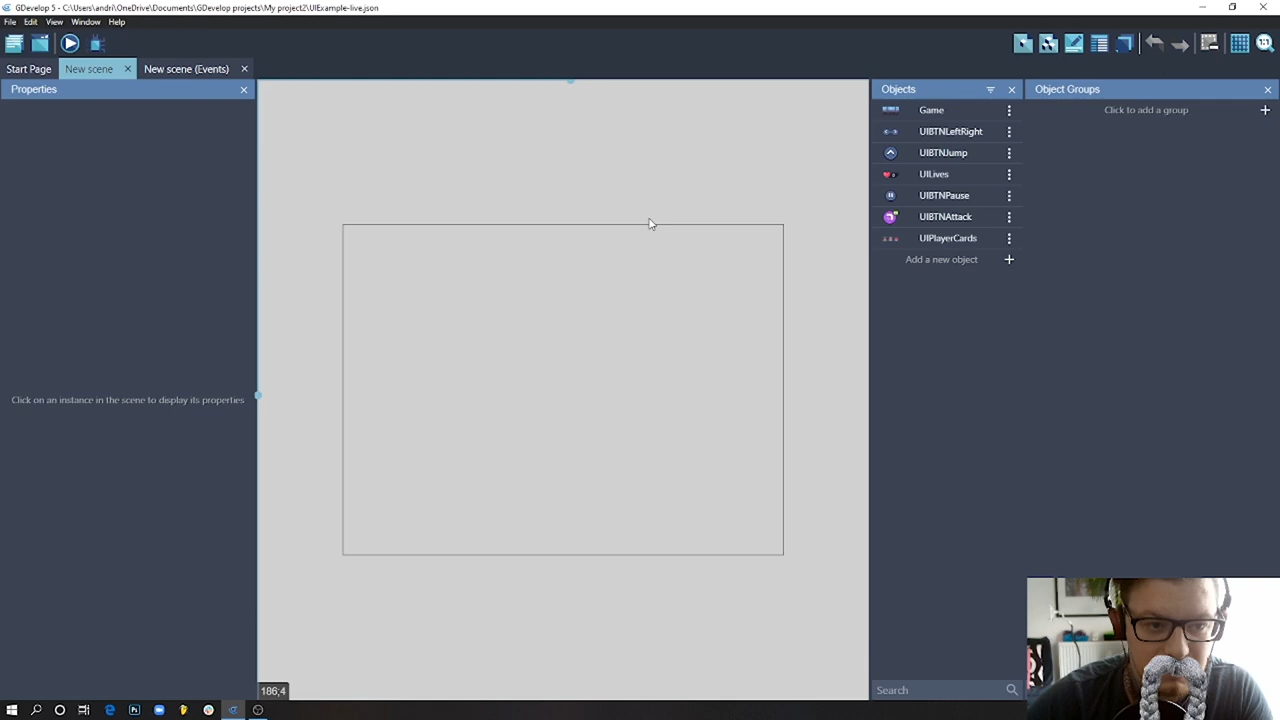 GDevelop 5 - C:\Users\andri\OneDrive\Documents\GDevelop projects\My project2\UIExample-live.json
File Edit View Window Help
Start Page New scene New scene (Events)
Properties
Objects
Object Groups
Game
Click to add a group
UIBTNLeftRight
UIBTNJump
UILives
UIBTNPause
UIBTNAttack
UIPlayerCards
Add a new object
Click on an instance in the scene to display its properties
186;4
Search